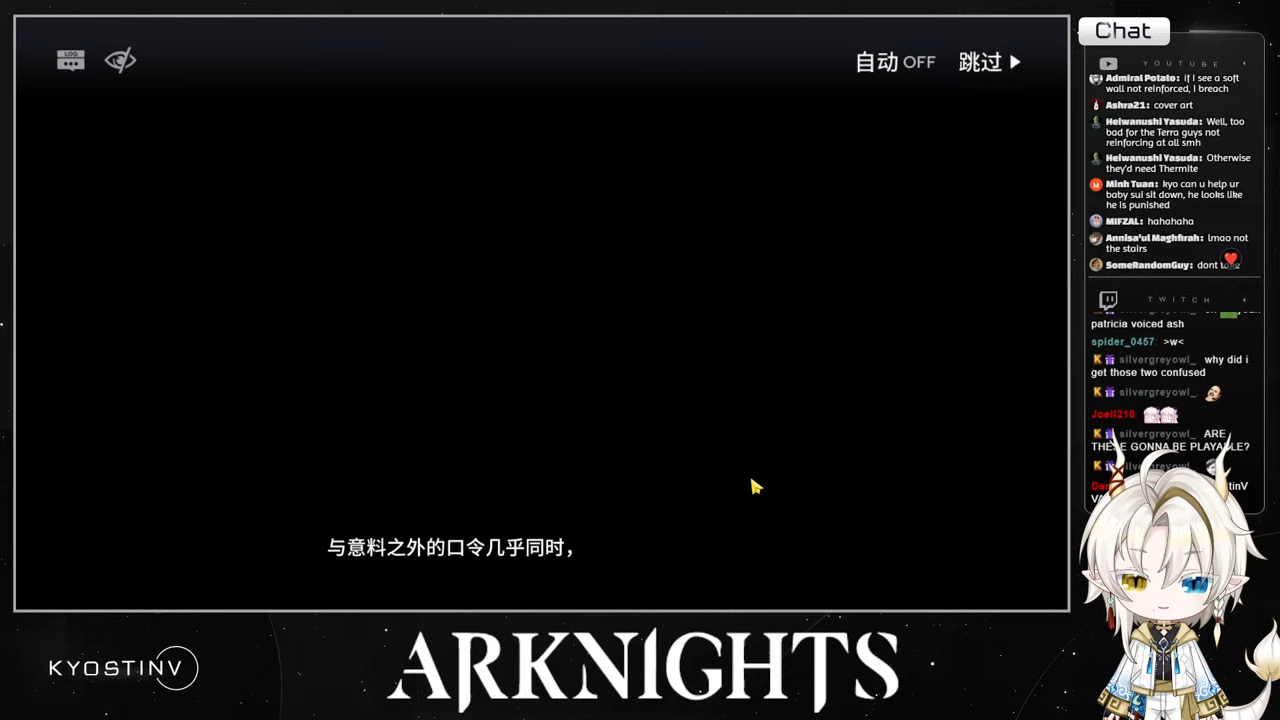 LOG
自动 OFF 跳过
与意料之外的口令几乎同时，
KYOSTINV
ARKNIGHTS
Chat
YOUTUBE
Admiral Potato: if I see a soft
wall not reinforced, I breach
Ashra21: cover art
Heiwanushi Yasuda: Well, too
bad for the Terra guys not
reinforcing at all smh
Heiwanushi Yasuda: Otherwise
they'd need Thermite
Minh Tuan: kyo can u help ur
baby sui sit down, he looks like
he is punished
MIFZAL: hahahaha
Annisa'ul Maghfirah: lmao not
the stairs
SomeRandomGuy: dont
TWITCH
patricia voiced ash
spider_0457: >w<
silvergreyowl_ why did i
get those two confused
silvergreyowl_
Joell210
silvergreyowl_ ARE
THESE GONNA BE PLAYABLE?